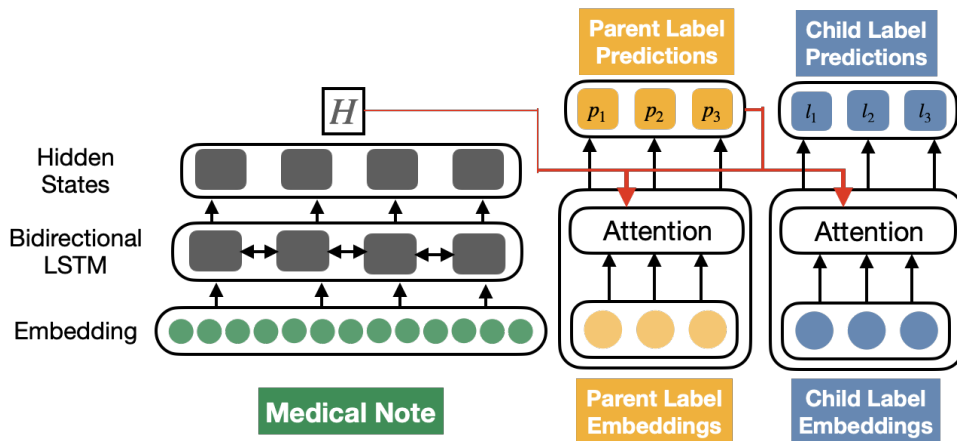 Parent Label
Predictions
Child Label
Predictions
H
p1 p2 p3
l1 l2 l3
Hidden
States
Bidirectional
LSTM
Attention
Attention
Embedding
Medical Note
Parent Label
Embeddings
Child Label
Embeddings